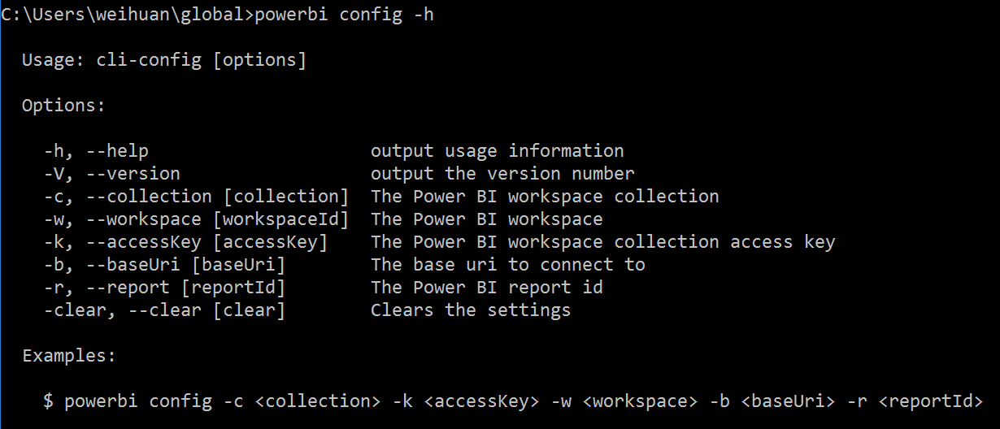 C:\Users\weihuan\global>powerbi config -h
Usage: cli-config [options]
Options:
-h, --help output usage information
-V, --version output the version number
-c, --collection [collection] The Power BI workspace collection
-w, --workspace [workspaceId] The Power BI workspace
-k, --accessKey [accessKey] The Power BI workspace collection access key
-b, --baseUri [baseUri] The base uri to connect to
-r, --report [reportId] The Power BI report id
-clear, --clear [clear] Clears the settings
Examples:
$ powerbi config -c <collection> -k <accessKey> -w <workspace> -b <baseUri> -r <reportId>